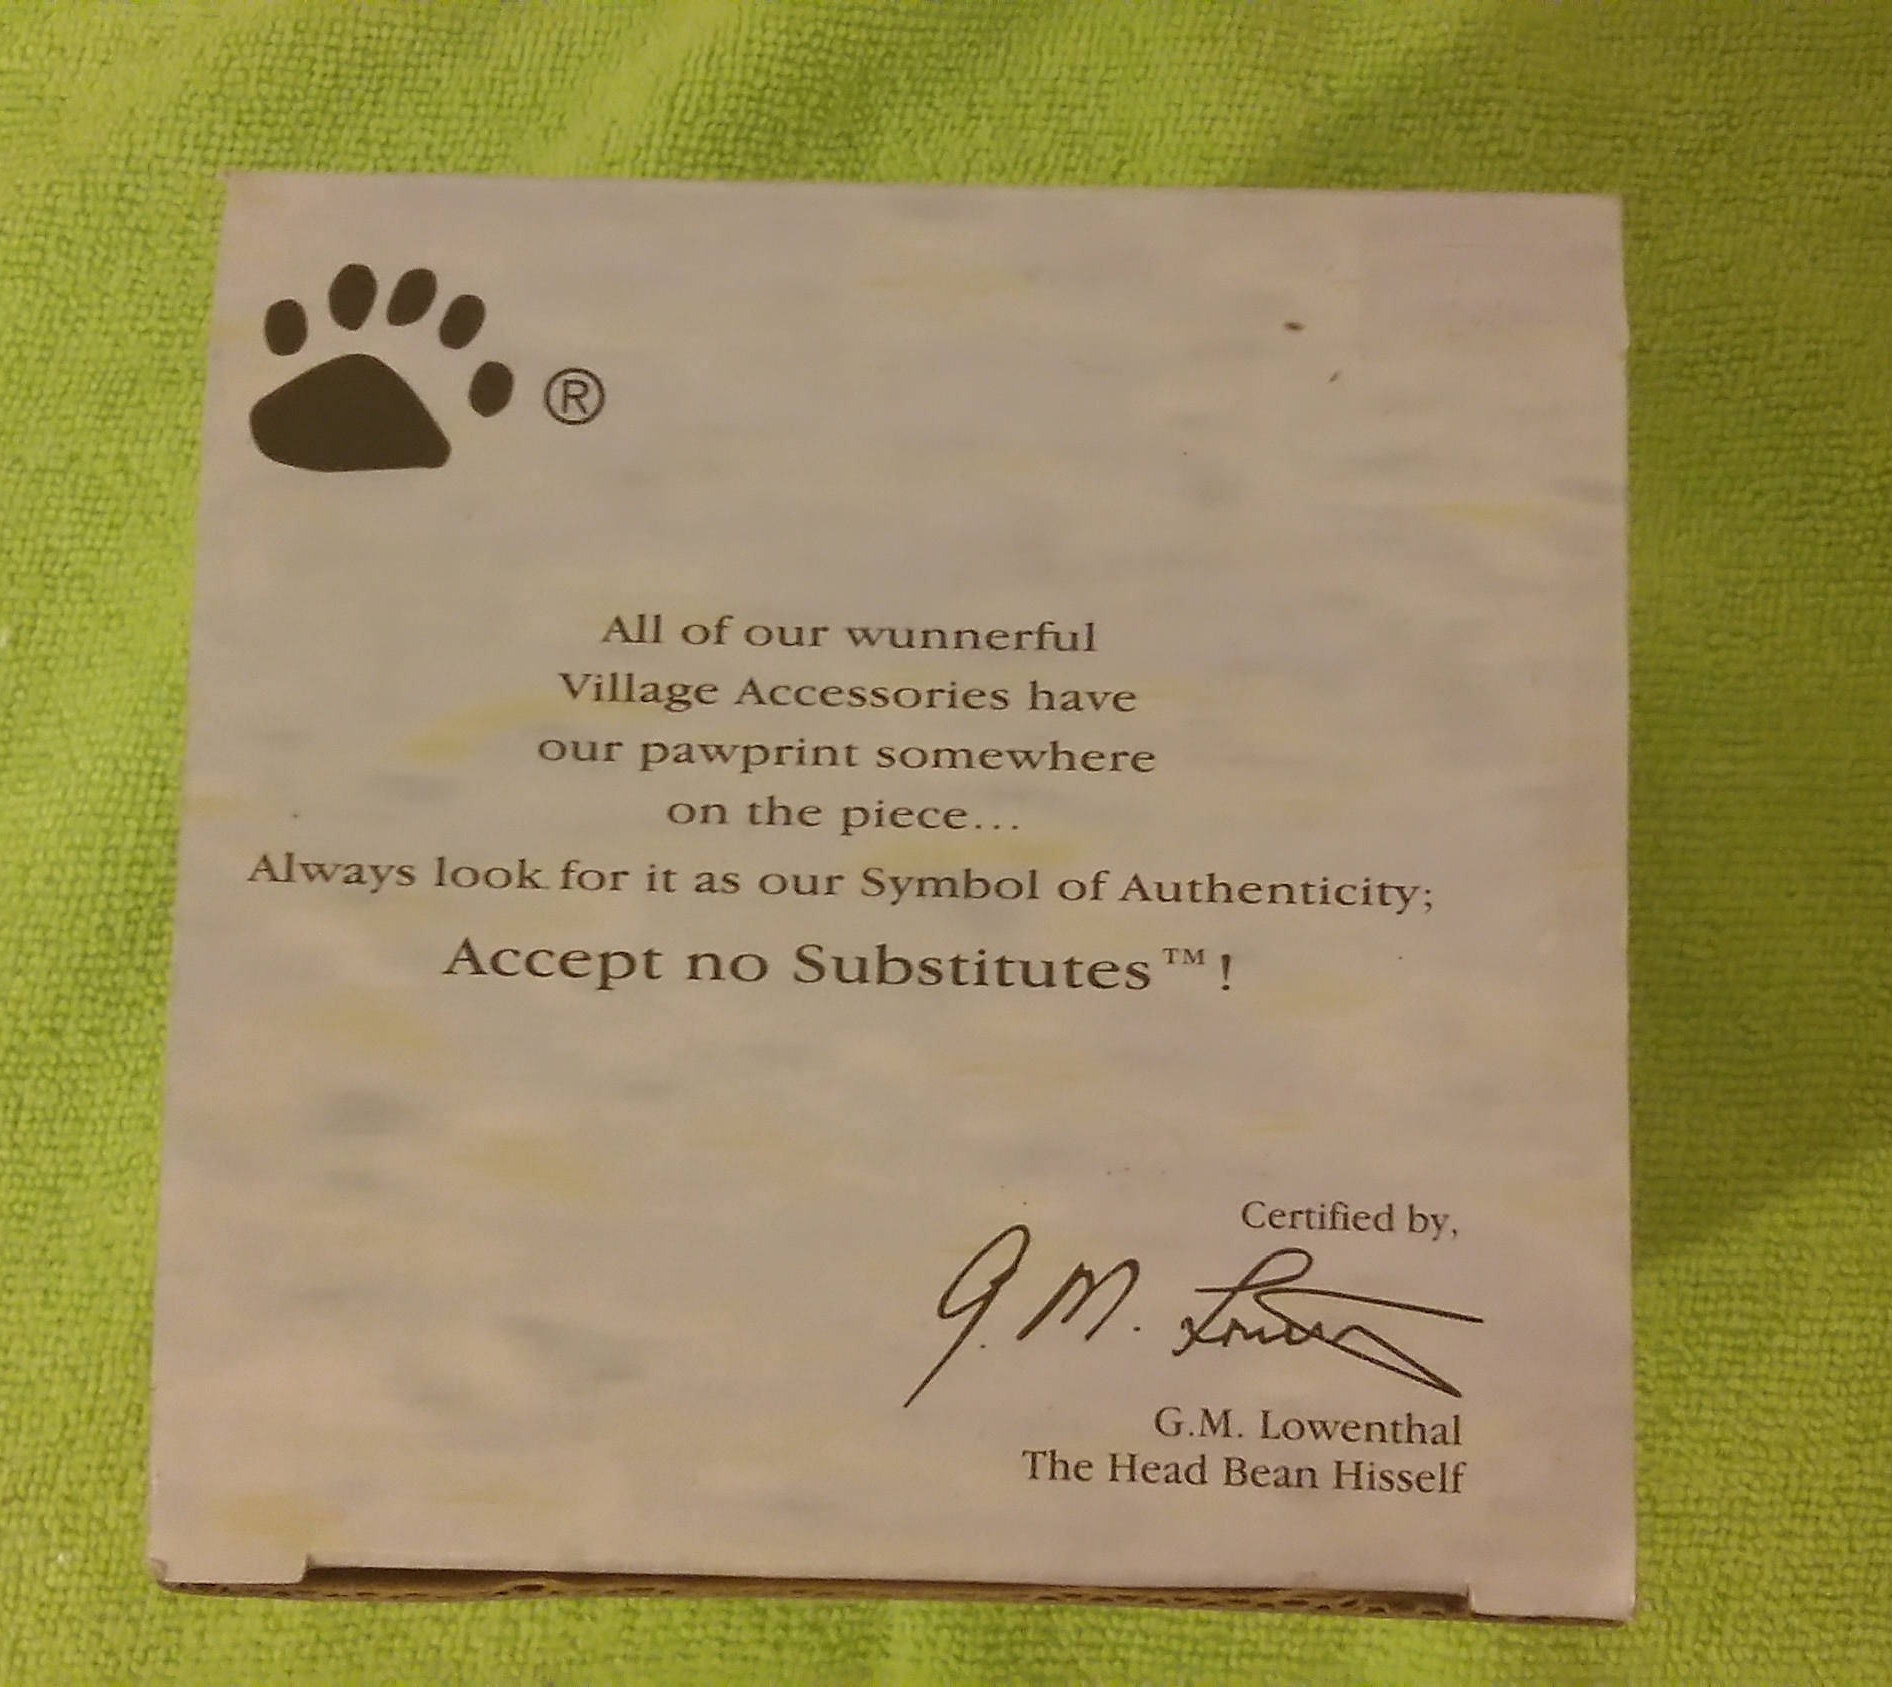 ®
All of our wunnerful
Village Accessories have
our pawprint somewhere
on the piece...
Always look for it as our Symbol of Authenticity;
Accept no Substitutes™!
Certified by,
G.M. Lowenthal
The Head Bean Hisself